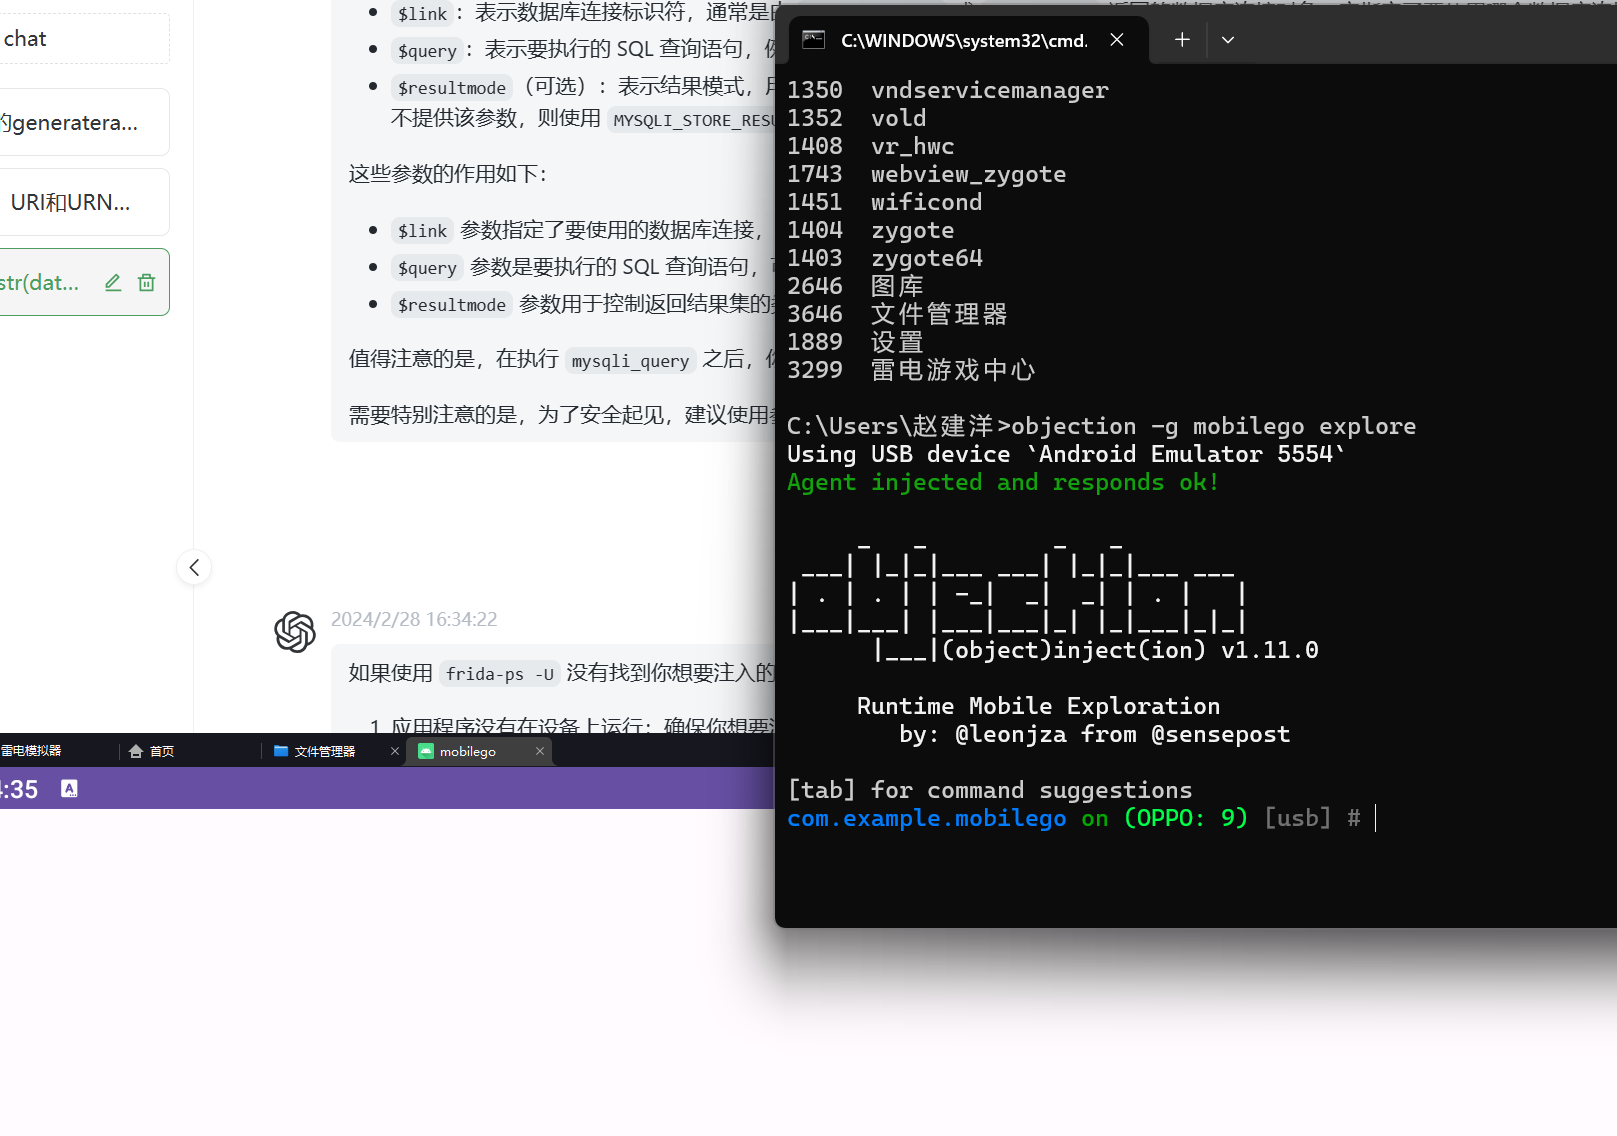 chat
的generatera...
URI和URN...
str(dat...
$link：表示数据库连接标识符，通常是由
$query：表示要执行的 SQL 查询语句，
$resultmode（可选）：表示结果模式，
不提供该参数，则使用 MYSQLI_STORE_RESU
这些参数的作用如下：
$link 参数指定了要使用的数据库连接，
$query 参数是要执行的 SQL 查询语句，
$resultmode 参数用于控制返回结果集的
值得注意的是，在执行 mysqli_query 之后，
需要特别注意的是，为了安全起见，建议使用
2024/2/28 16:34:22
如果使用 frida-ps -U 没有找到你想要注入的
1. 应用程序没有在设备上运行：确保你想要
雷电模拟器
首页
文件管理器
mobilego
:35
C:\WINDOWS\system32\cmd.
1350 vndservicemanager
1352 vold
1408 vr_hwc
1743 webview_zygote
1451 wificond
1404 zygote
1403 zygote64
2646 图库
3646 文件管理器
1889 设置
3299 雷电游戏中心
C:\Users\赵建洋>objection -g mobilego explore
Using USB device `Android Emulator 5554`
Agent injected and responds ok!
|___|(object)inject(ion) v1.11.0
Runtime Mobile Exploration
by: @leonjza from @sensepost
[tab] for command suggestions
com.example.mobilego on (OPPO: 9) [usb] #